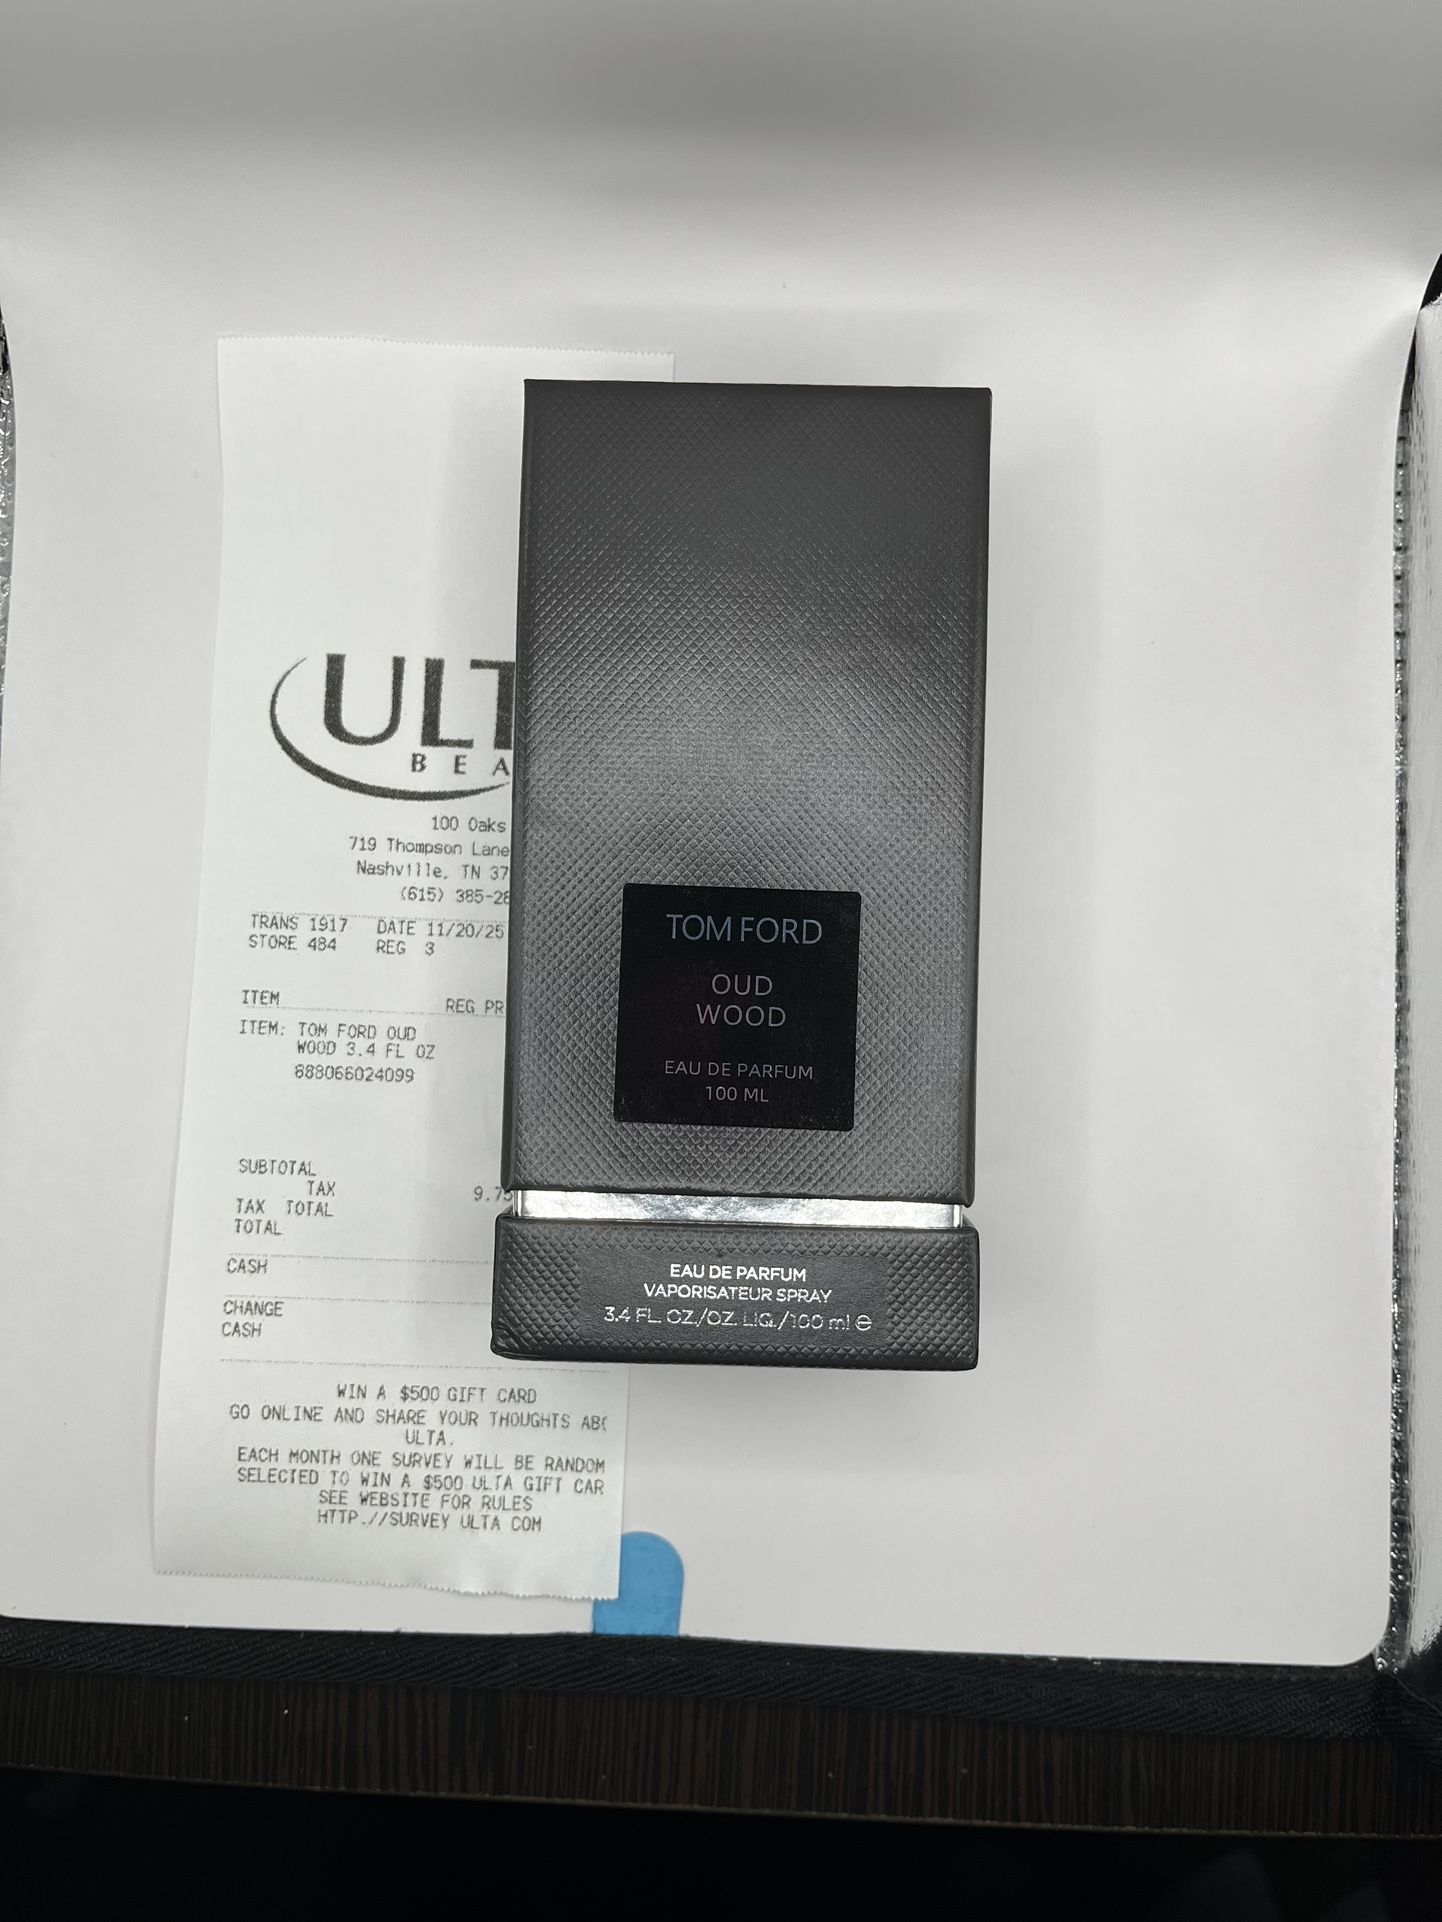 ULT
BEA
100 Oaks
719 Thompson Lane
Nashville, TN 37
(615) 385-28
TRANS 1917 DATE 11/20/25
STORE 484 REG 3
ITEM REG PR
ITEM: TOM FORD OUD
WOOD 3.4 FL OZ
888066024099
SUBTOTAL
TAX 9.75
TAX TOTAL
TOTAL
CASH
CHANGE
CASH
WIN A $500 GIFT CARD
GO ONLINE AND SHARE YOUR THOUGHTS ABO
ULTA.
EACH MONTH ONE SURVEY WILL BE RANDOM
SELECTED TO WIN A $500 ULTA GIFT CAR
SEE WEBSITE FOR RULES
HTTP://SURVEY ULTA COM
TOM FORD
OUD
WOOD
EAU DE PARFUM
100 ML
EAU DE PARFUM
VAPORISATEUR SPRAY
3.4 FL. OZ./OZ. LIQ./100 ml ℮